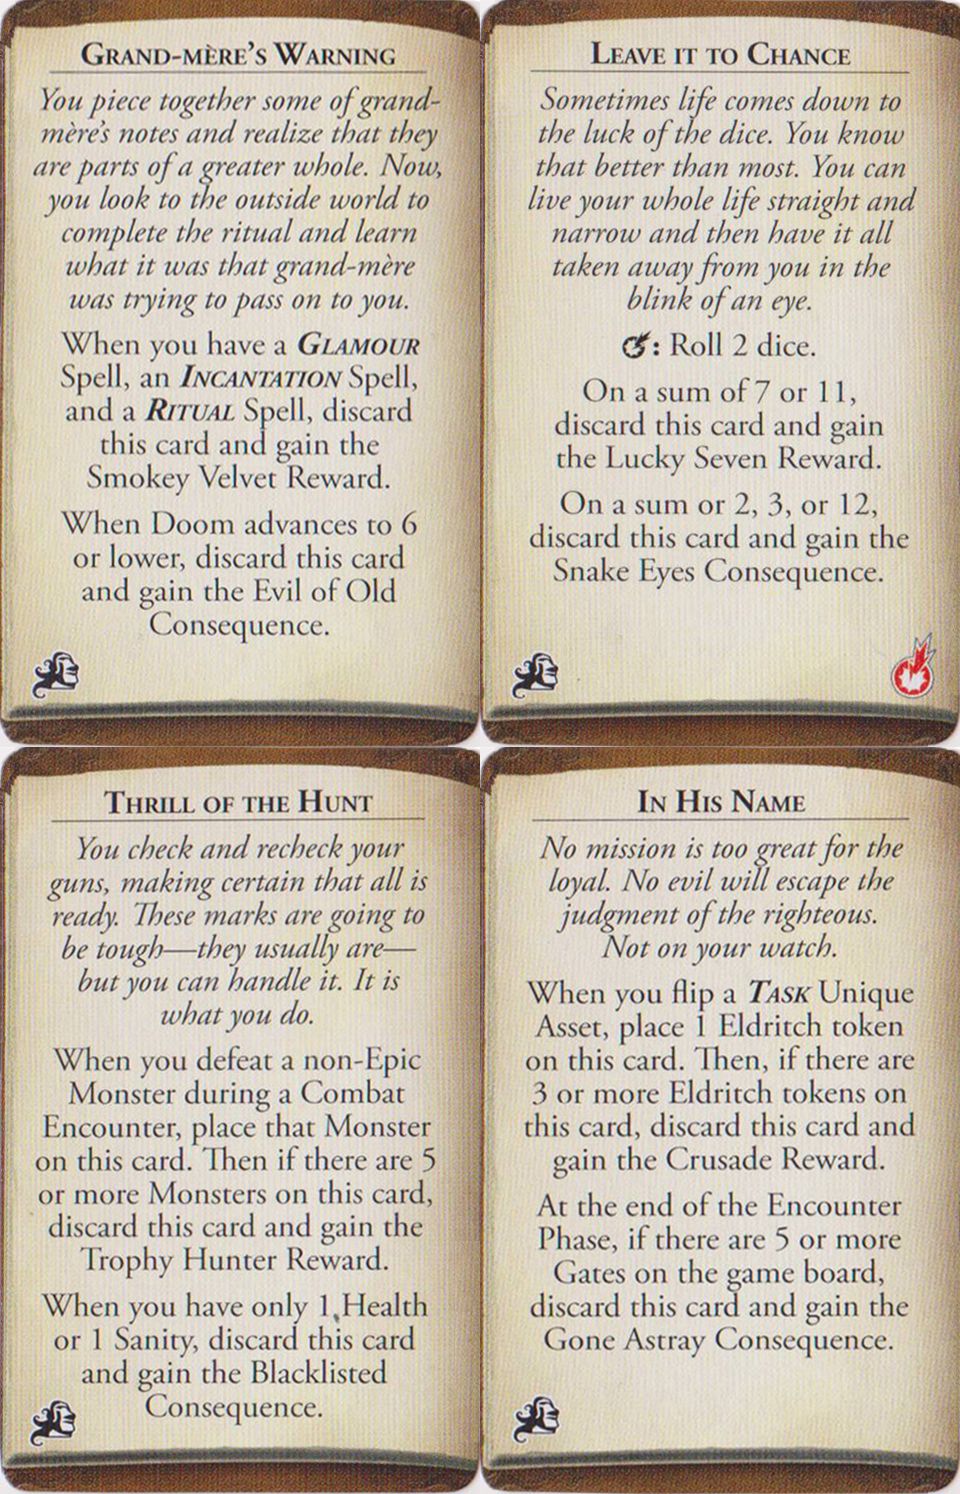 Grand-mère's Warning
You piece together some of grand-
mère's notes and realize that they
are parts of a greater whole. Now,
you look to the outside world to
complete the ritual and learn
what it was that grand-mère
was trying to pass on to you.
When you have a Glamour
Spell, an Incantation Spell,
and a Ritual Spell, discard
this card and gain the
Smokey Velvet Reward.
When Doom advances to 6
or lower, discard this card
and gain the Evil of Old
Consequence.
Leave it to Chance
Sometimes life comes down to
the luck of the dice. You know
that better than most. You can
live your whole life straight and
narrow and then have it all
taken away from you in the
blink of an eye.
: Roll 2 dice.
On a sum of 7 or 11,
discard this card and gain
the Lucky Seven Reward.
On a sum or 2, 3, or 12,
discard this card and gain the
Snake Eyes Consequence.
Thrill of the Hunt
You check and recheck your
guns, making certain that all is
ready. These marks are going to
be tough—they usually are—
but you can handle it. It is
what you do.
When you defeat a non-Epic
Monster during a Combat
Encounter, place that Monster
on this card. Then if there are 5
or more Monsters on this card,
discard this card and gain the
Trophy Hunter Reward.
When you have only 1 Health
or 1 Sanity, discard this card
and gain the Blacklisted
Consequence.
In His Name
No mission is too great for the
loyal. No evil will escape the
judgment of the righteous.
Not on your watch.
When you flip a Task Unique
Asset, place 1 Eldritch token
on this card. Then, if there are
3 or more Eldritch tokens on
this card, discard this card and
gain the Crusade Reward.
At the end of the Encounter
Phase, if there are 5 or more
Gates on the game board,
discard this card and gain the
Gone Astray Consequence.